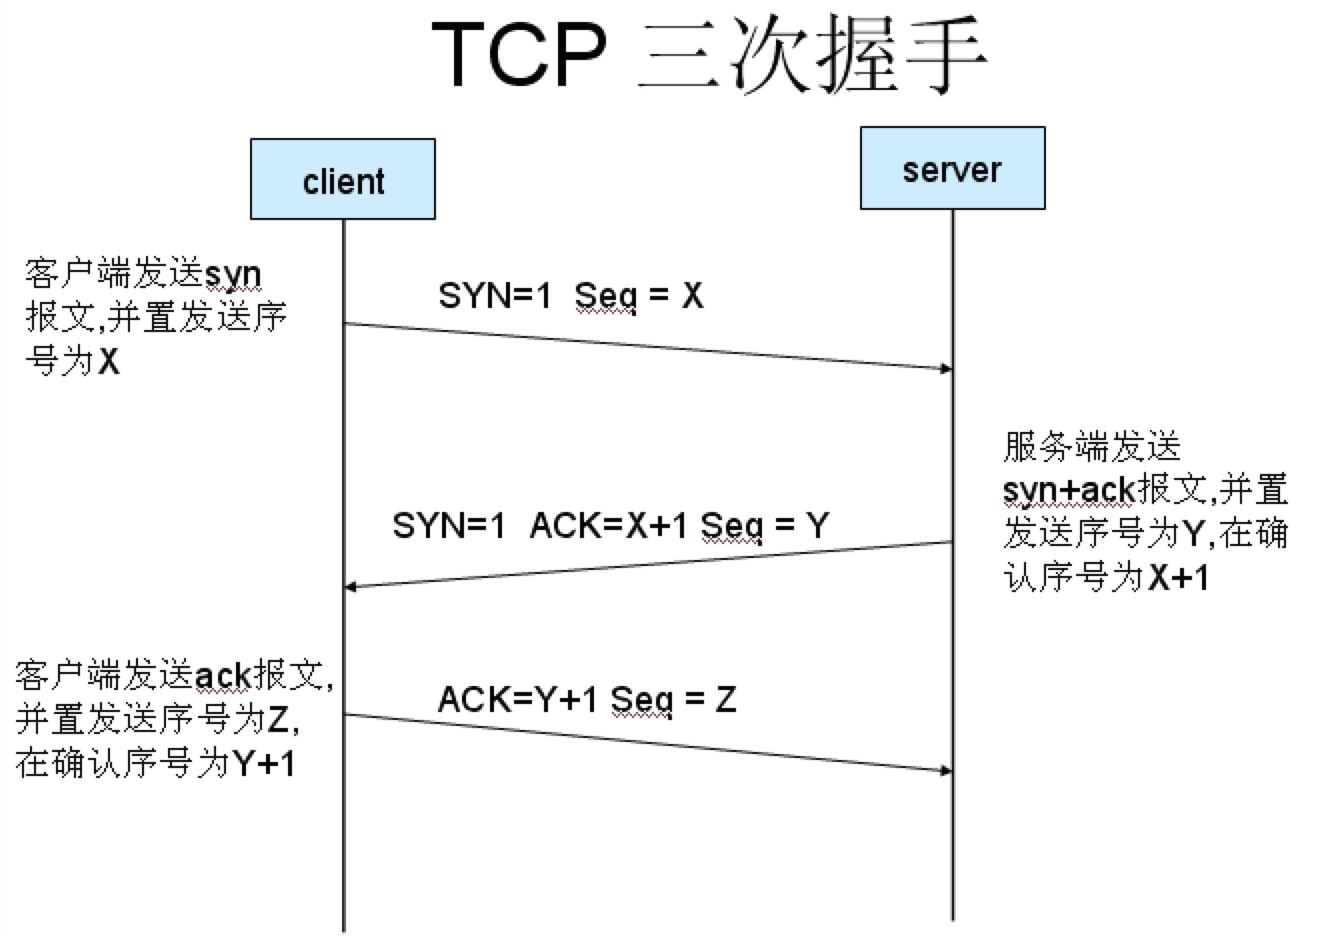 TCP 三次握手
client
server
客户端发送syn
报文,并置发送序
号为X
SYN=1 Seq = X
服务端发送
syn+ack报文,并置
发送序号为Y,在确
认序号为X+1
SYN=1 ACK=X+1 Seq = Y
客户端发送ack报文,
并置发送序号为Z,
在确认序号为Y+1
ACK=Y+1 Seq = Z